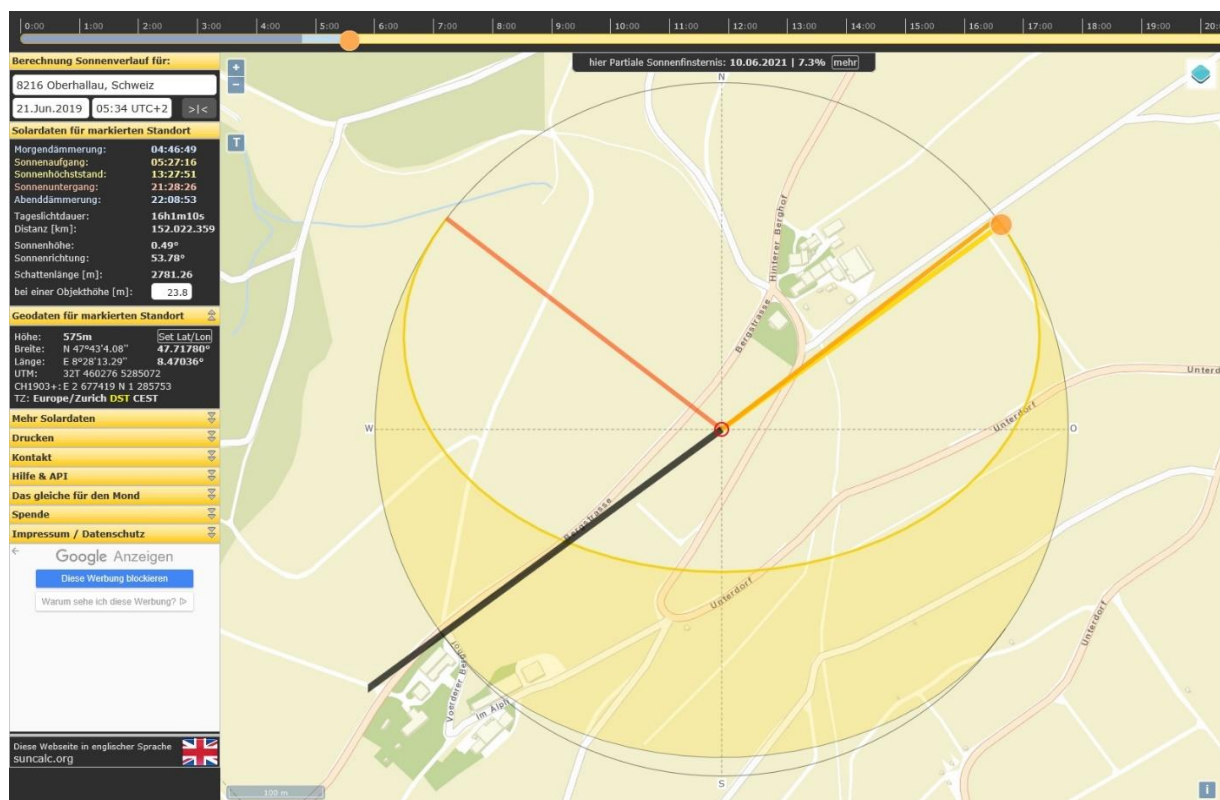 0:00 1:00 2:00 3:00 4:00 5:00 6:00 7:00 8:00 9:00 10:00 11:00 12:00 13:00 14:00 15:00 16:00 17:00 18:00 19:00 20:
Berechnung Sonnenverlauf für:
8216 Oberhallau, Schweiz
21.Jun.2019 05:34 UTC+2 >|<
Solardaten für markierten Standort
Morgendämmerung: 04:46:49
Sonnenaufgang: 05:27:16
Sonnenhöchststand: 13:27:51
Sonnenuntergang: 21:28:26
Abenddämmerung: 22:08:53
Tageslichtdauer: 16h1m10s
Distanz [km]: 152.022.359
Sonnenhöhe: 0.49°
Sonnenrichtung: 53.78°
Schattenlänge [m]: 2781.26
bei einer Objekthöhe [m]: 23.8
Geodaten für markierten Standort
Höhe: 575m Set Lat/Lon
Breite: N 47°43'4.08" 47.71780°
Länge: E 8°28'13.29" 8.47036°
UTM: 32T 460276 5285072
CH1903+: E 2 677419 N 1 285753
TZ: Europe/Zurich DST CEST
Mehr Solardaten
Drucken
Kontakt
Hilfe & API
Das gleiche für den Mond
Spende
Impressum / Datenschutz
Google Anzeigen
Diese Werbung blockieren
Warum sehe ich diese Werbung?
Diese Webseite in englischer Sprache
suncalc.org
+
-
T
hier Partiale Sonnenfinsternis: 10.06.2021 | 7.3% mehr
N
Hinterer Berghof
Bergstrasse
W
O
Unterd
Unterdorf
Bergstrasse
Unterdorf
Unterdorf
Im Alpli
S
100 m
i